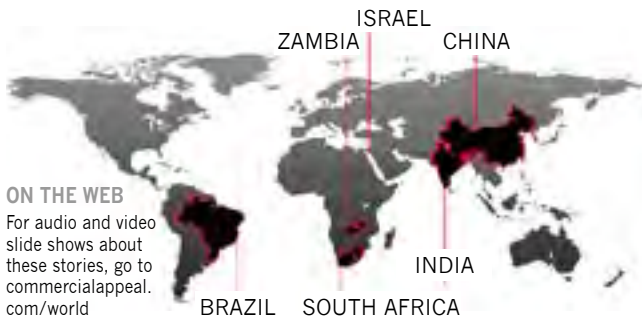 ISRAEL
ZAMBIA
CHINA
ON THE WEB
For audio and video
slide shows about
these stories, go to
commercialappeal.
com/world
INDIA
BRAZIL
SOUTH AFRICA